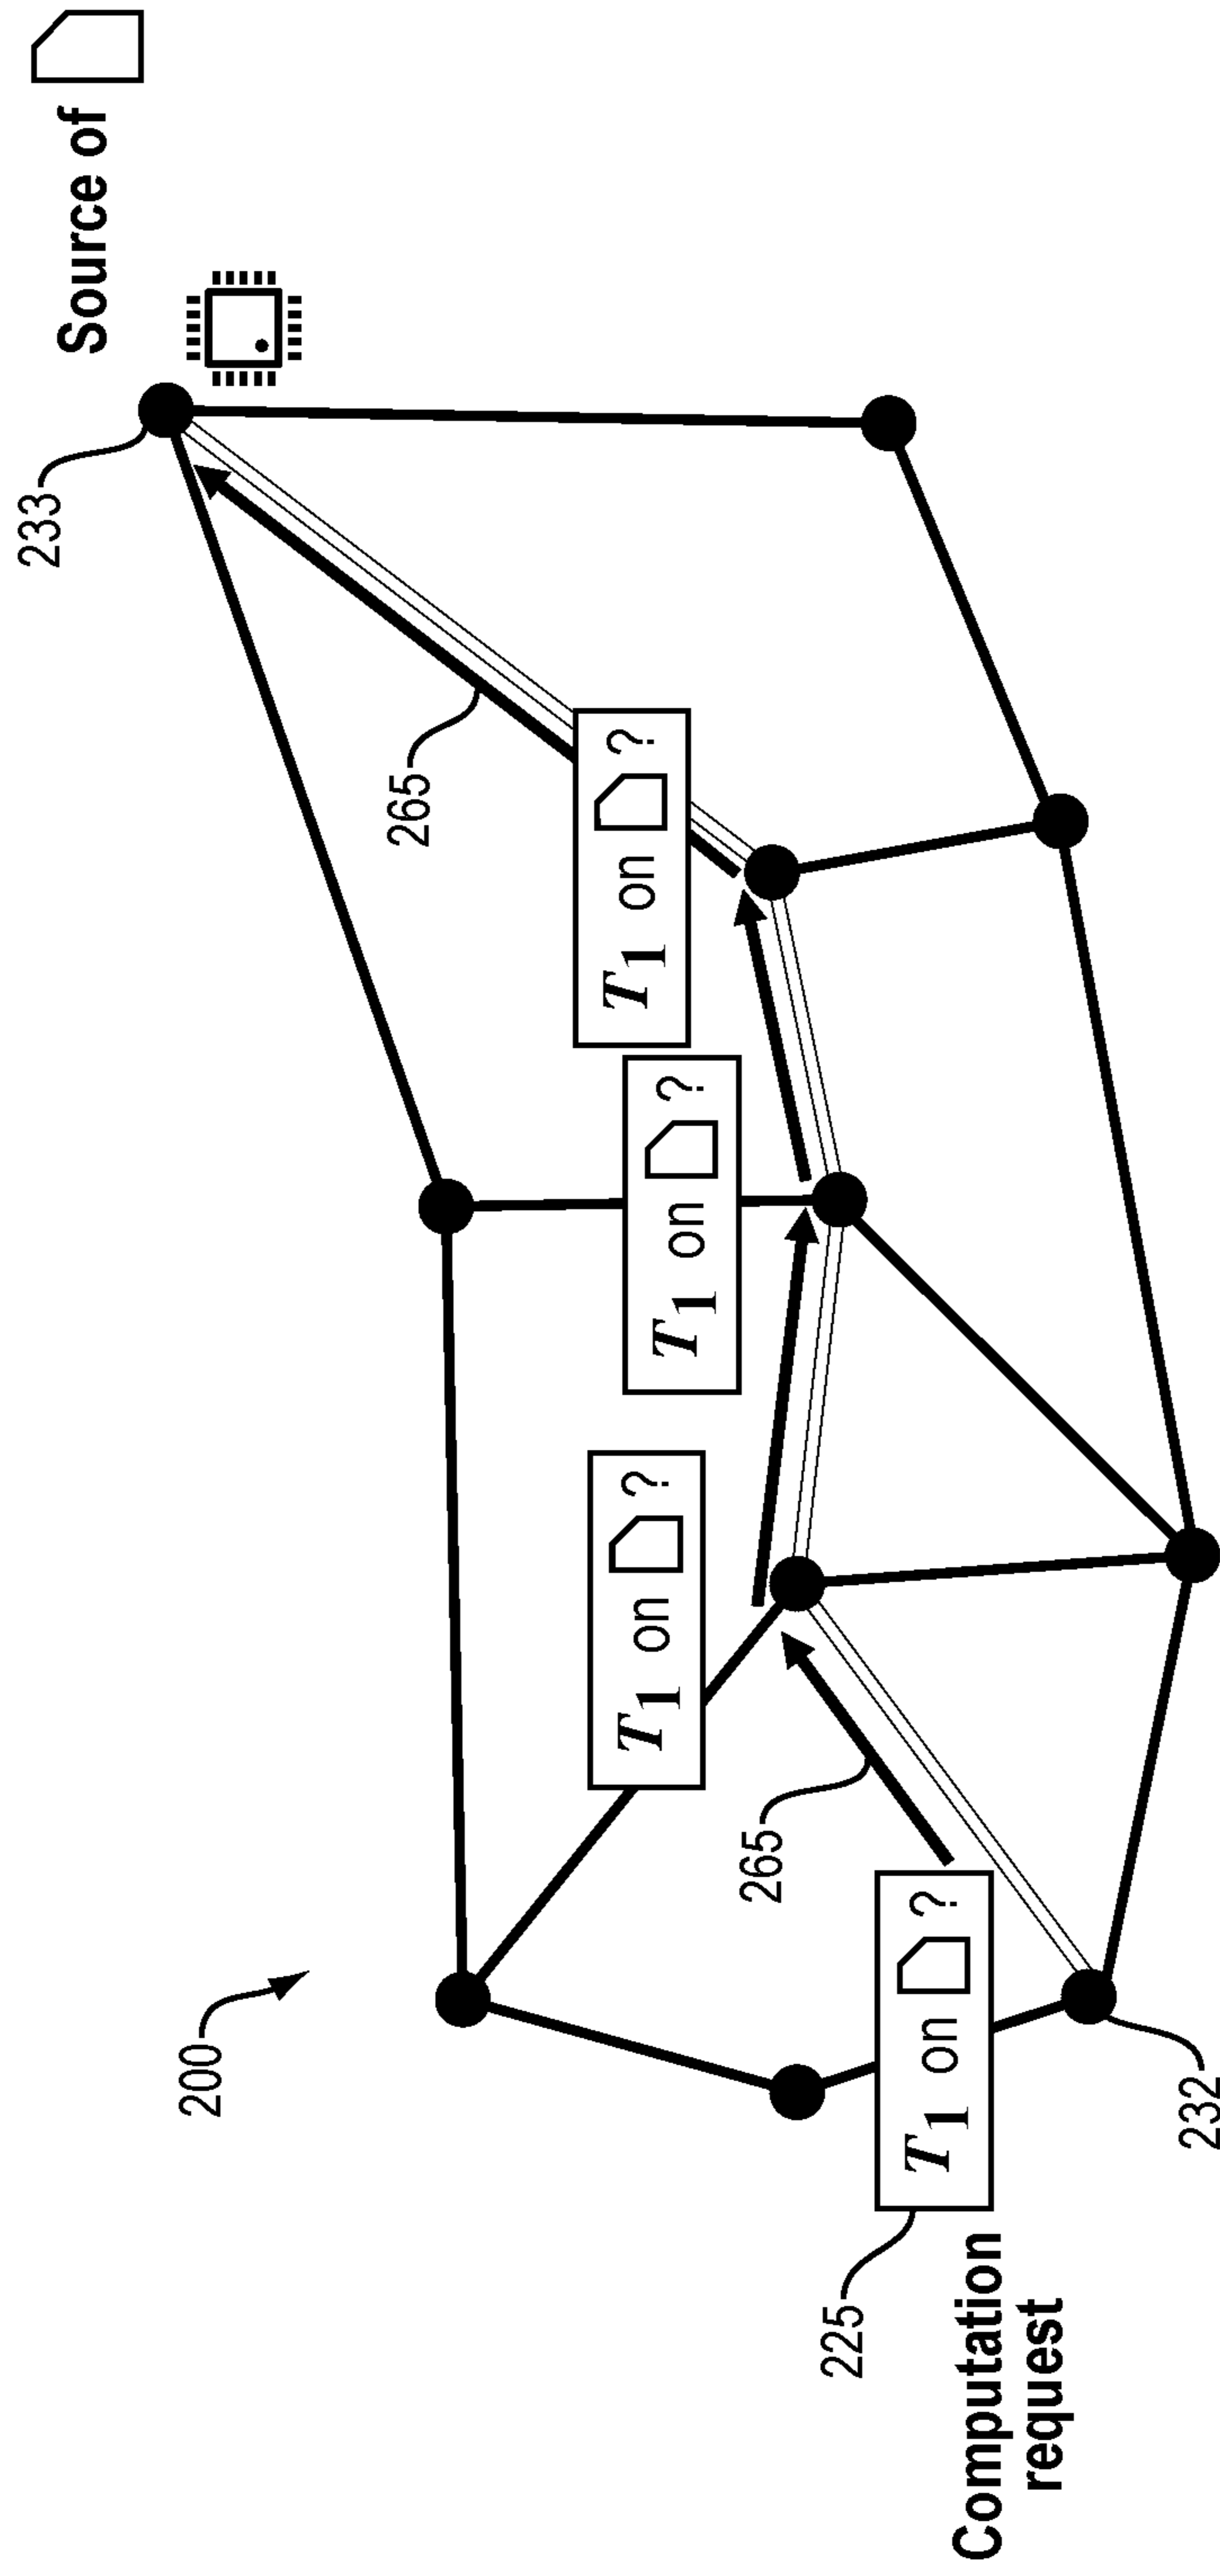 Source of
233
265
T1 on ?
T1 on ?
T1 on ?
200
265
T1 on ?
225
232
Computation
request